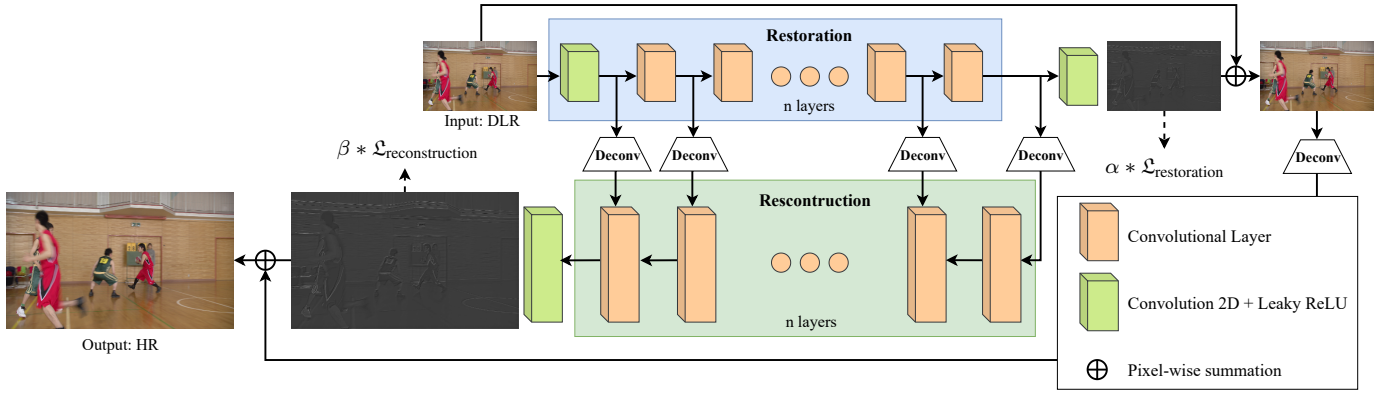 Restoration
n layers
Input: DLR
Deconv
Deconv
Deconv
Deconv
Deconv
β ∗ 𝔏reconstruction
α ∗ 𝔏restoration
Rescontruction
n layers
Output: HR
Convolutional Layer
Convolution 2D + Leaky ReLU
Pixel-wise summation